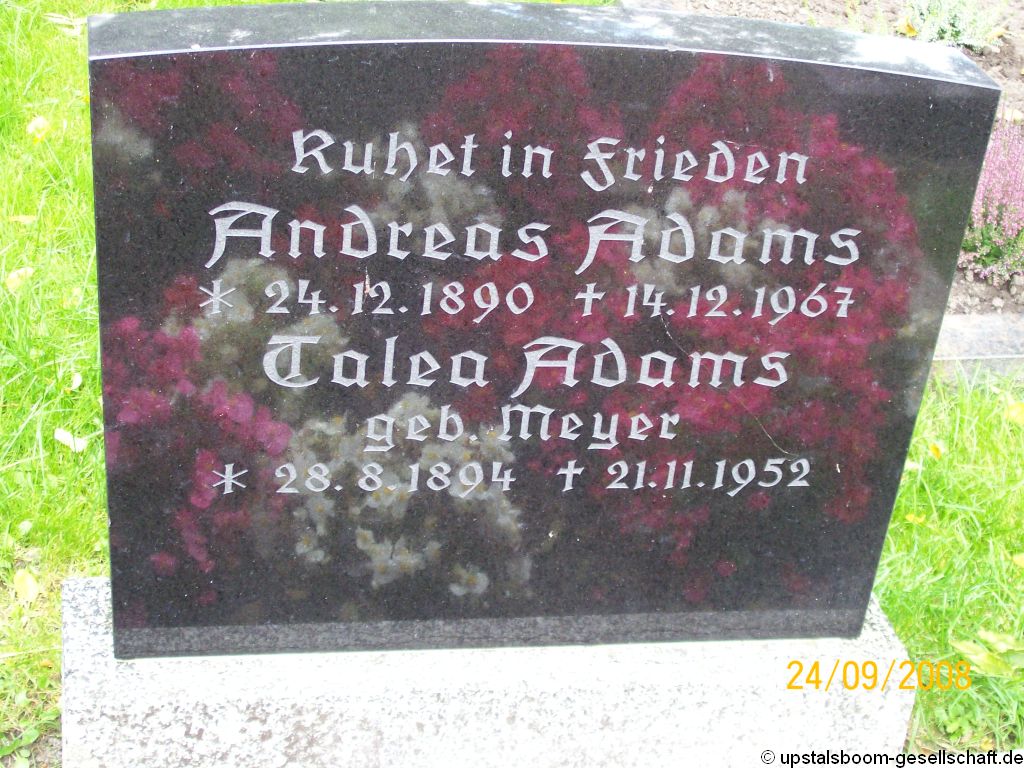 Ruhet in Frieden
Andreas Adams
* 24.12.1890 † 14.12.1967
Talea Adams
geb. Meyer
* 28.8.1894 † 21.11.1952
24/09/2008
© upstalsboom-gesellschaft.de